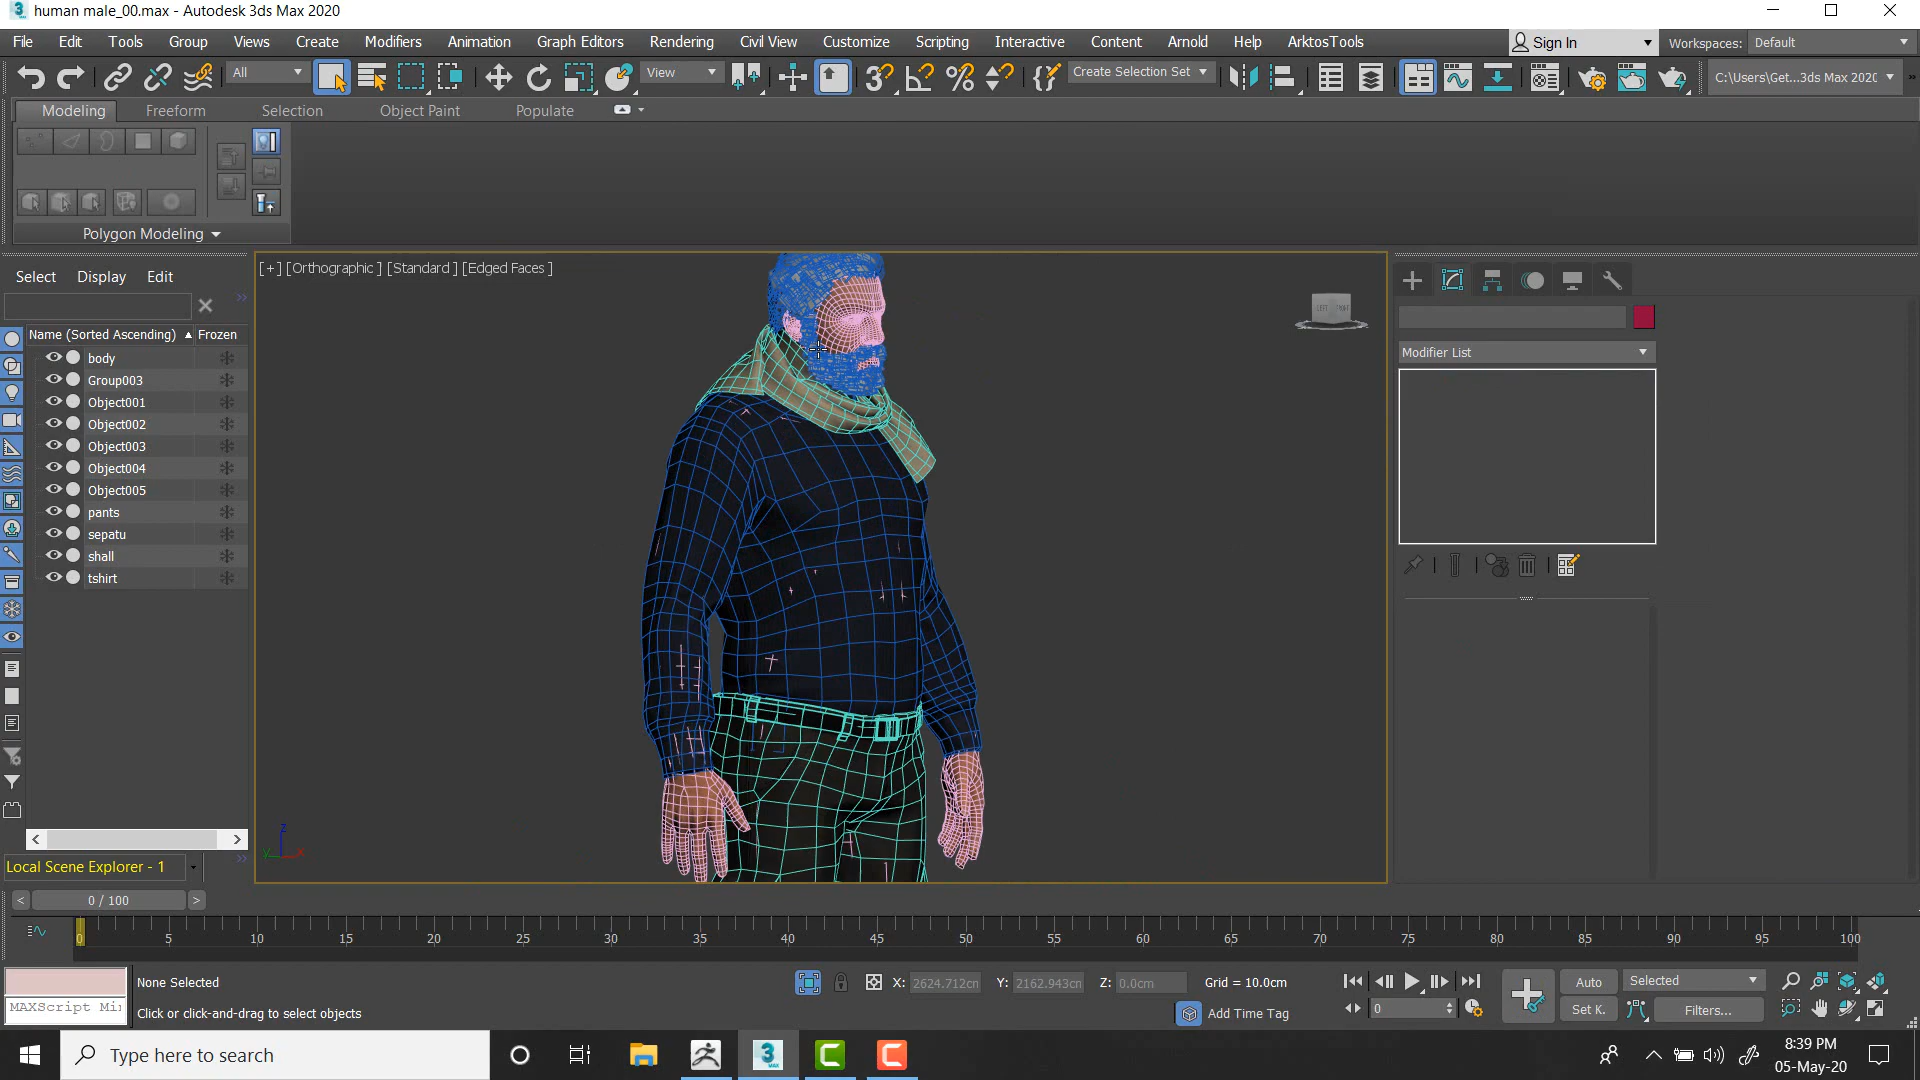 human male_00.max - Autodesk 3ds Max 2020
File Edit Tools Group Views Create Modifiers Animation Graph Editors Rendering Civil View Customize Scripting Interactive Content Arnold Help ArktosTools
Sign In
Workspaces: Default
All
View
Create Selection Set
C:\Users\Get...3ds Max 2020
Modeling Freeform Selection Object Paint Populate
Polygon Modeling
Select Display Edit
[+] [Orthographic ] [Standard ] [Edged Faces ]
Name (Sorted Ascending) Frozen
body
Group003
Object001
Object002
Object003
Object004
Object005
pants
sepatu
shall
tshirt
LEFT FRONT
Modifier List
z
y x
Local Scene Explorer - 1
< 0 / 100 >
0 5 10 15 20 25 30 35 40 45 50 55 60 65 70 75 80 85 90 95 100
None Selected
X: 2624.712cn Y: 2162.943cn Z: 0.0cm Grid = 10.0cm
Auto Selected
MAXScript Mi
Click or click-and-drag to select objects
Add Time Tag
0
Set K. Filters...
Type here to search
3
MAX
8:39 PM
05-May-20